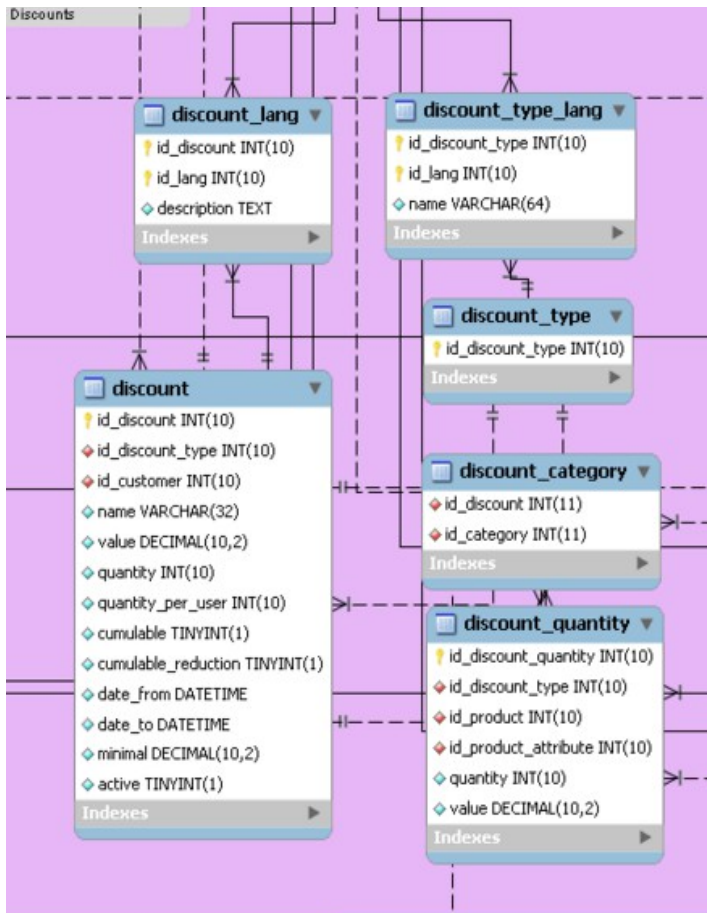 Discounts
discount_lang
id_discount INT(10)
id_lang INT(10)
description TEXT
Indexes
discount_type_lang
id_discount_type INT(10)
id_lang INT(10)
name VARCHAR(64)
Indexes
discount_type
id_discount_type INT(10)
Indexes
discount
id_discount INT(10)
id_discount_type INT(10)
id_customer INT(10)
name VARCHAR(32)
value DECIMAL(10,2)
quantity INT(10)
quantity_per_user INT(10)
cumulable TINYINT(1)
cumulable_reduction TINYINT(1)
date_from DATETIME
date_to DATETIME
minimal DECIMAL(10,2)
active TINYINT(1)
Indexes
discount_category
id_discount INT(11)
id_category INT(11)
Indexes
discount_quantity
id_discount_quantity INT(10)
id_discount_type INT(10)
id_product INT(10)
id_product_attribute INT(10)
quantity INT(10)
value DECIMAL(10,2)
Indexes